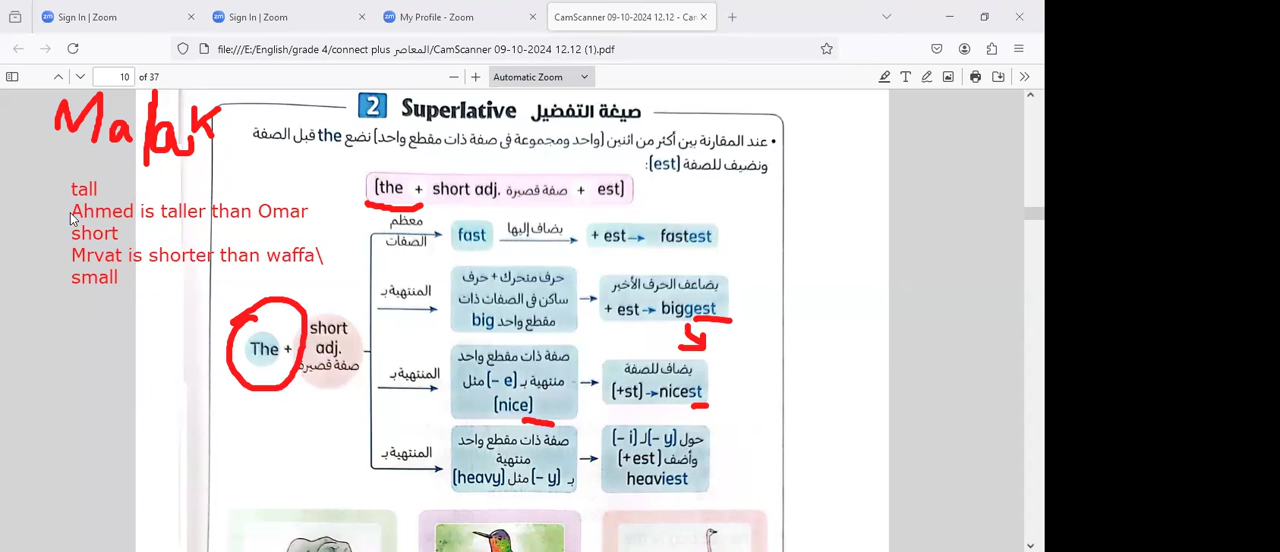 Sign In | Zoom
Sign In | Zoom
My Profile - Zoom
CamScanner 09-10-2024 12.12 - Car
file:///E:/English/grade 4/connect plus المعاصر/CamScanner 09-10-2024 12.12 (1).pdf
10 of 37
Automatic Zoom
Malak
2 Superlative صيغة التفضيل
• عند المقارنة بين أكثر من اثنين (واحد ومجموعة في صفة ذات مقطع واحد) نضع the قبل الصفة
ونضيف للصفة (est):
(the + short adj. صفة قصيرة + est)
tall
Ahmed is taller than Omar
short
Mrvat is shorter than waffa\
small
معظم
الصفات
fast
يضاف إليها
+ est → fastest
المنتهية بـ
حرف متحرك + حرف
ساكن في الصفات ذات
مقطع واحد big
يضاعف الحرف الأخير
+ est → biggest
The +
short
adj.
صفة قصيرة
المنتهية بـ
صفة ذات مقطع واحد
منتهية بـ (- e) مثل
(nice)
يضاف للصفة
(+st) → nicest
المنتهية بـ
صفة ذات مقطع واحد
منتهية
بـ (- y) مثل (heavy)
حول (- y) لـ (- i)
وأضف (+est)
heaviest